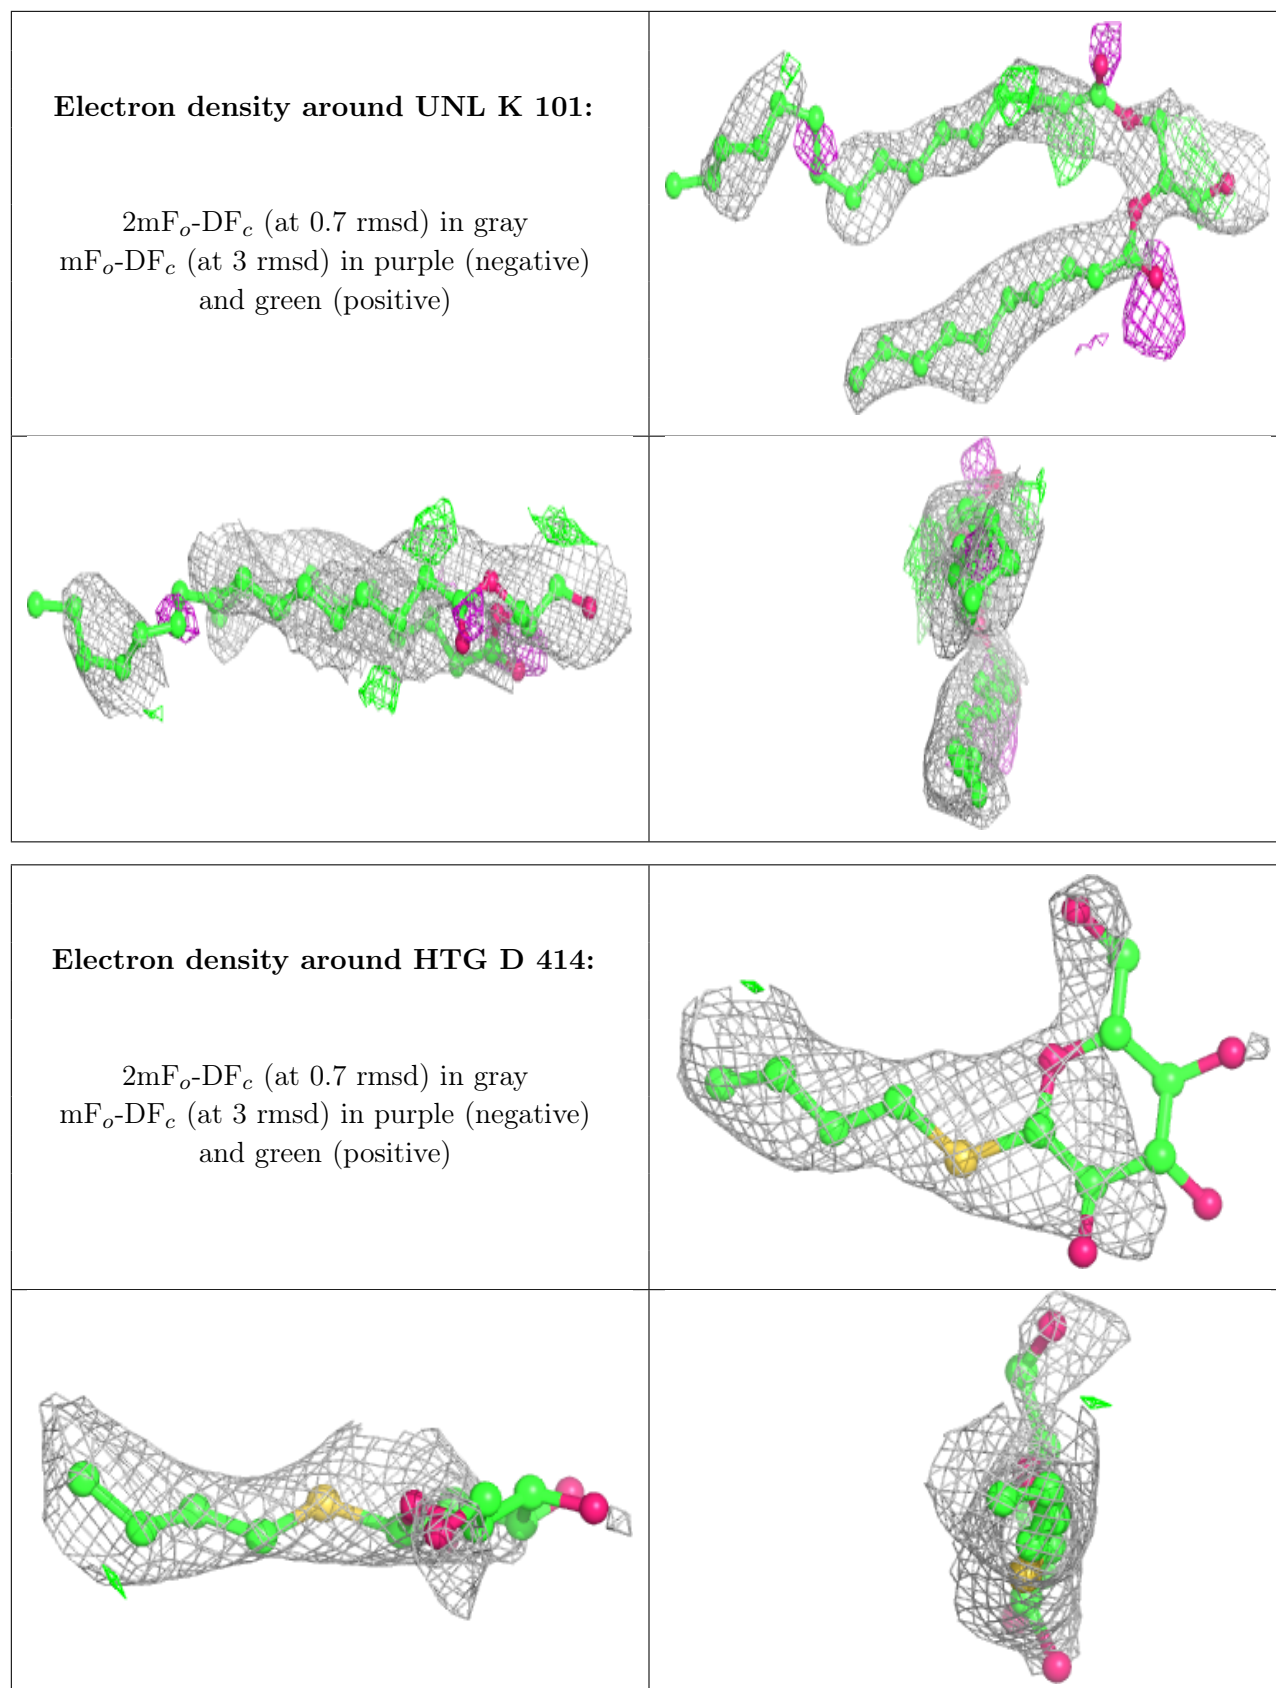 Electron density around UNL K 101:
2mFo-DFc (at 0.7 rmsd) in gray
mFo-DFc (at 3 rmsd) in purple (negative)
and green (positive)
Electron density around HTG D 414:
2mFo-DFc (at 0.7 rmsd) in gray
mFo-DFc (at 3 rmsd) in purple (negative)
and green (positive)